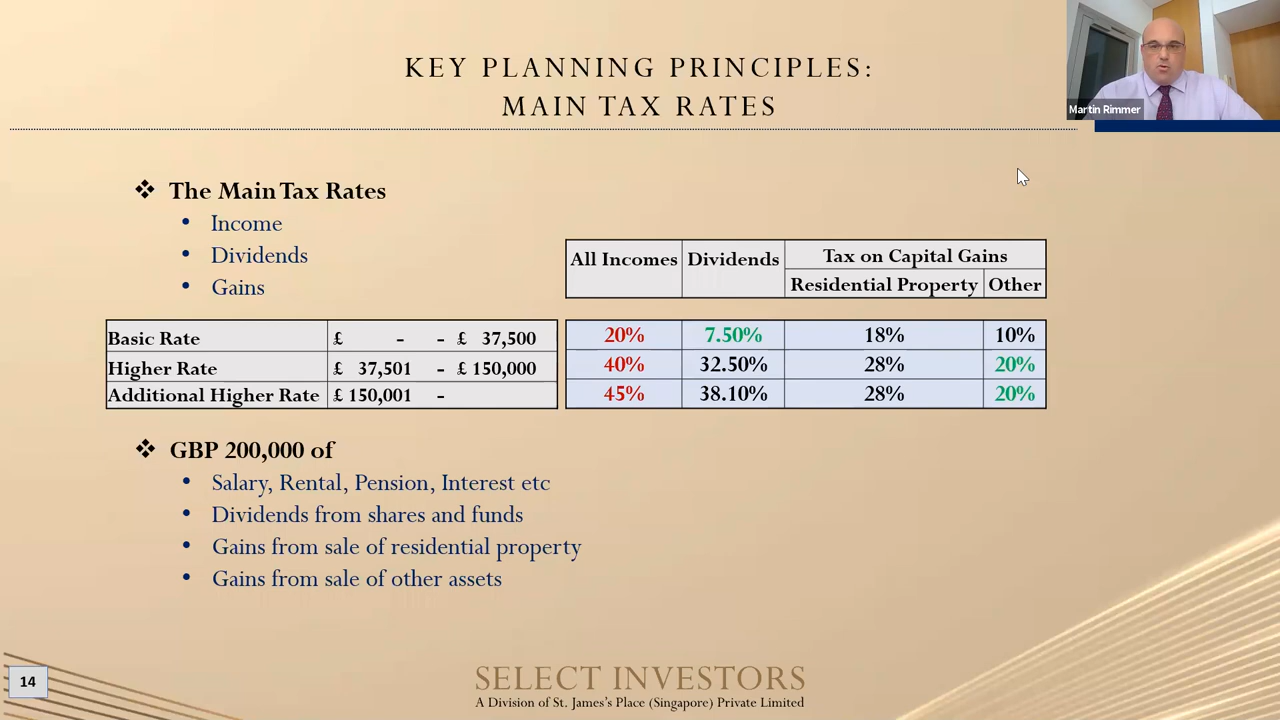 KEY PLANNING PRINCIPLES:
MAIN TAX RATES
Martin Rimmer
❖ The Main Tax Rates
• Income
• Dividends
• Gains
All Incomes Dividends Tax on Capital Gains
Residential Property Other
Basic Rate £ - - £ 37,500 20% 7.50% 18% 10%
Higher Rate £ 37,501 - £ 150,000 40% 32.50% 28% 20%
Additional Higher Rate £ 150,001 - 45% 38.10% 28% 20%
❖ GBP 200,000 of
• Salary, Rental, Pension, Interest etc
• Dividends from shares and funds
• Gains from sale of residential property
• Gains from sale of other assets
14
SELECT INVESTORS
A Division of St. James's Place (Singapore) Private Limited